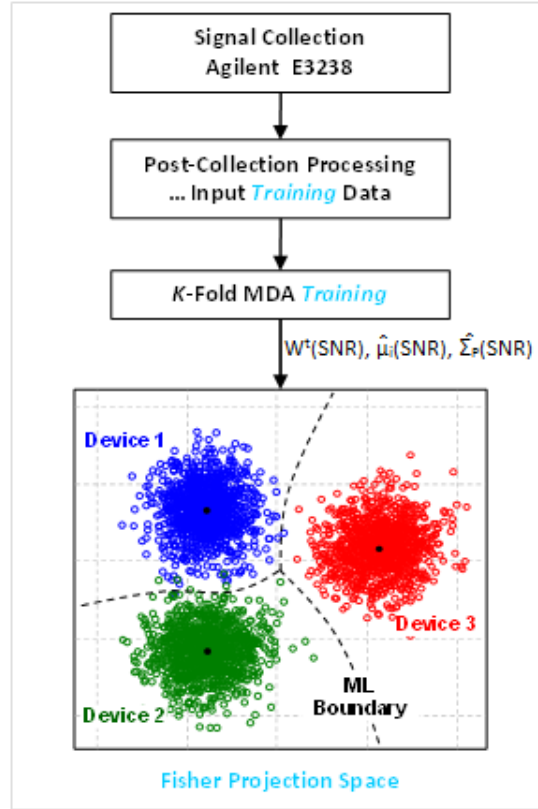 Signal Collection
Agilent E3238
Post-Collection Processing
... Input Training Data
K-Fold MDA Training
Wᵗ(SNR), μ̂ᵢ(SNR), Σ̂ₚ(SNR)
Device 1
Device 3
Device 2
ML
Boundary
Fisher Projection Space